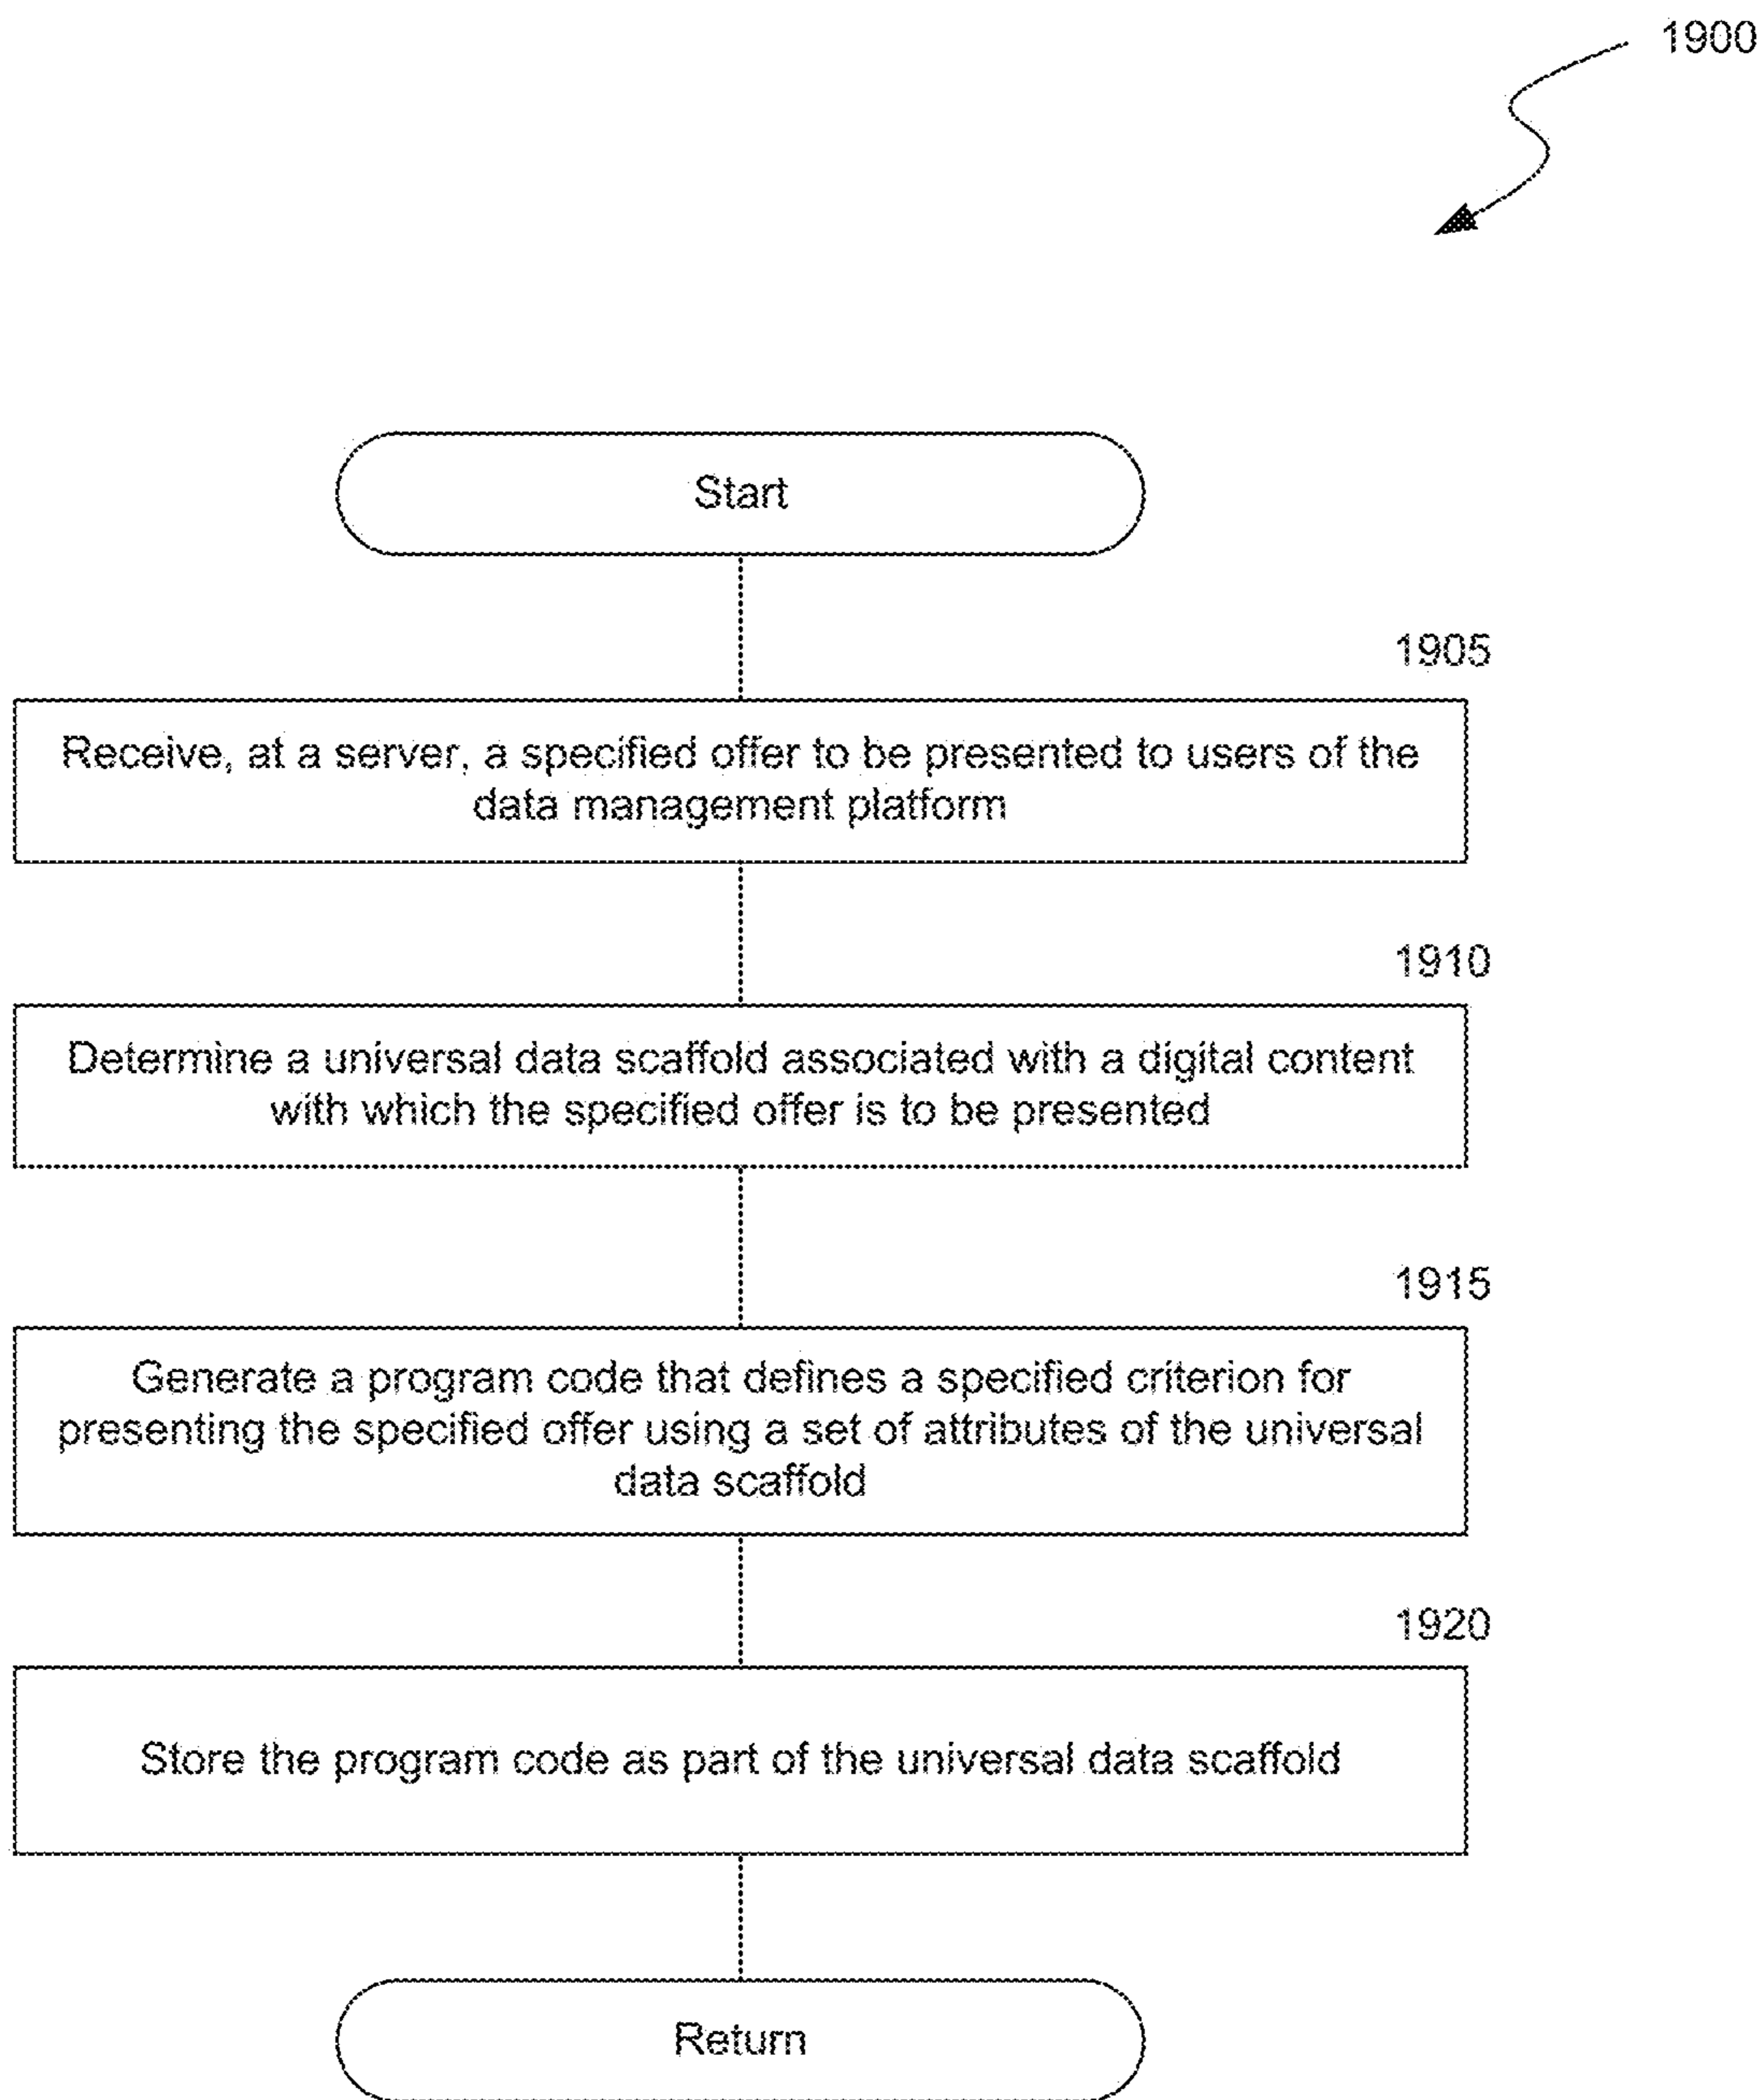 1900
Start
1905
Receive, at a server, a specified offer to be presented to users of the
data management platform
1910
Determine a universal data scaffold associated with a digital content
with which the specified offer is to be presented
1915
Generate a program code that defines a specified criterion for
presenting the specified offer using a set of attributes of the universal
data scaffold
1920
Store the program code as part of the universal data scaffold
Return